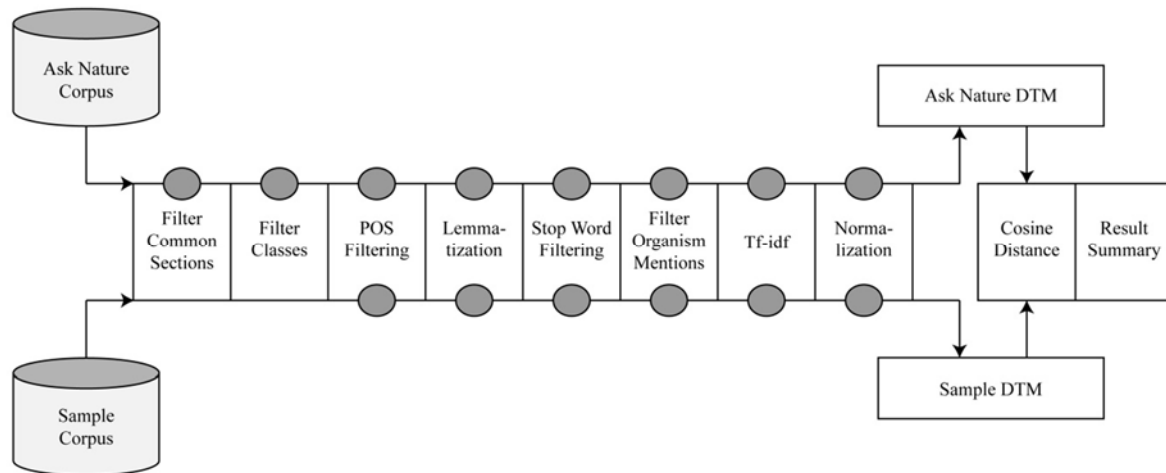 Ask Nature
Corpus
Ask Nature DTM
Filter
Common
Sections
Filter
Classes
POS
Filtering
Lemma-
tization
Stop Word
Filtering
Filter
Organism
Mentions
Tf-idf
Norma-
lization
Cosine
Distance
Result
Summary
Sample
Corpus
Sample DTM